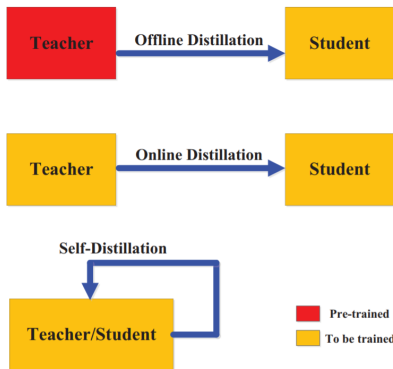 Teacher
Offline Distillation
Student
Teacher
Online Distillation
Student
Self-Distillation
Teacher/Student
Pre-trained
To be trained